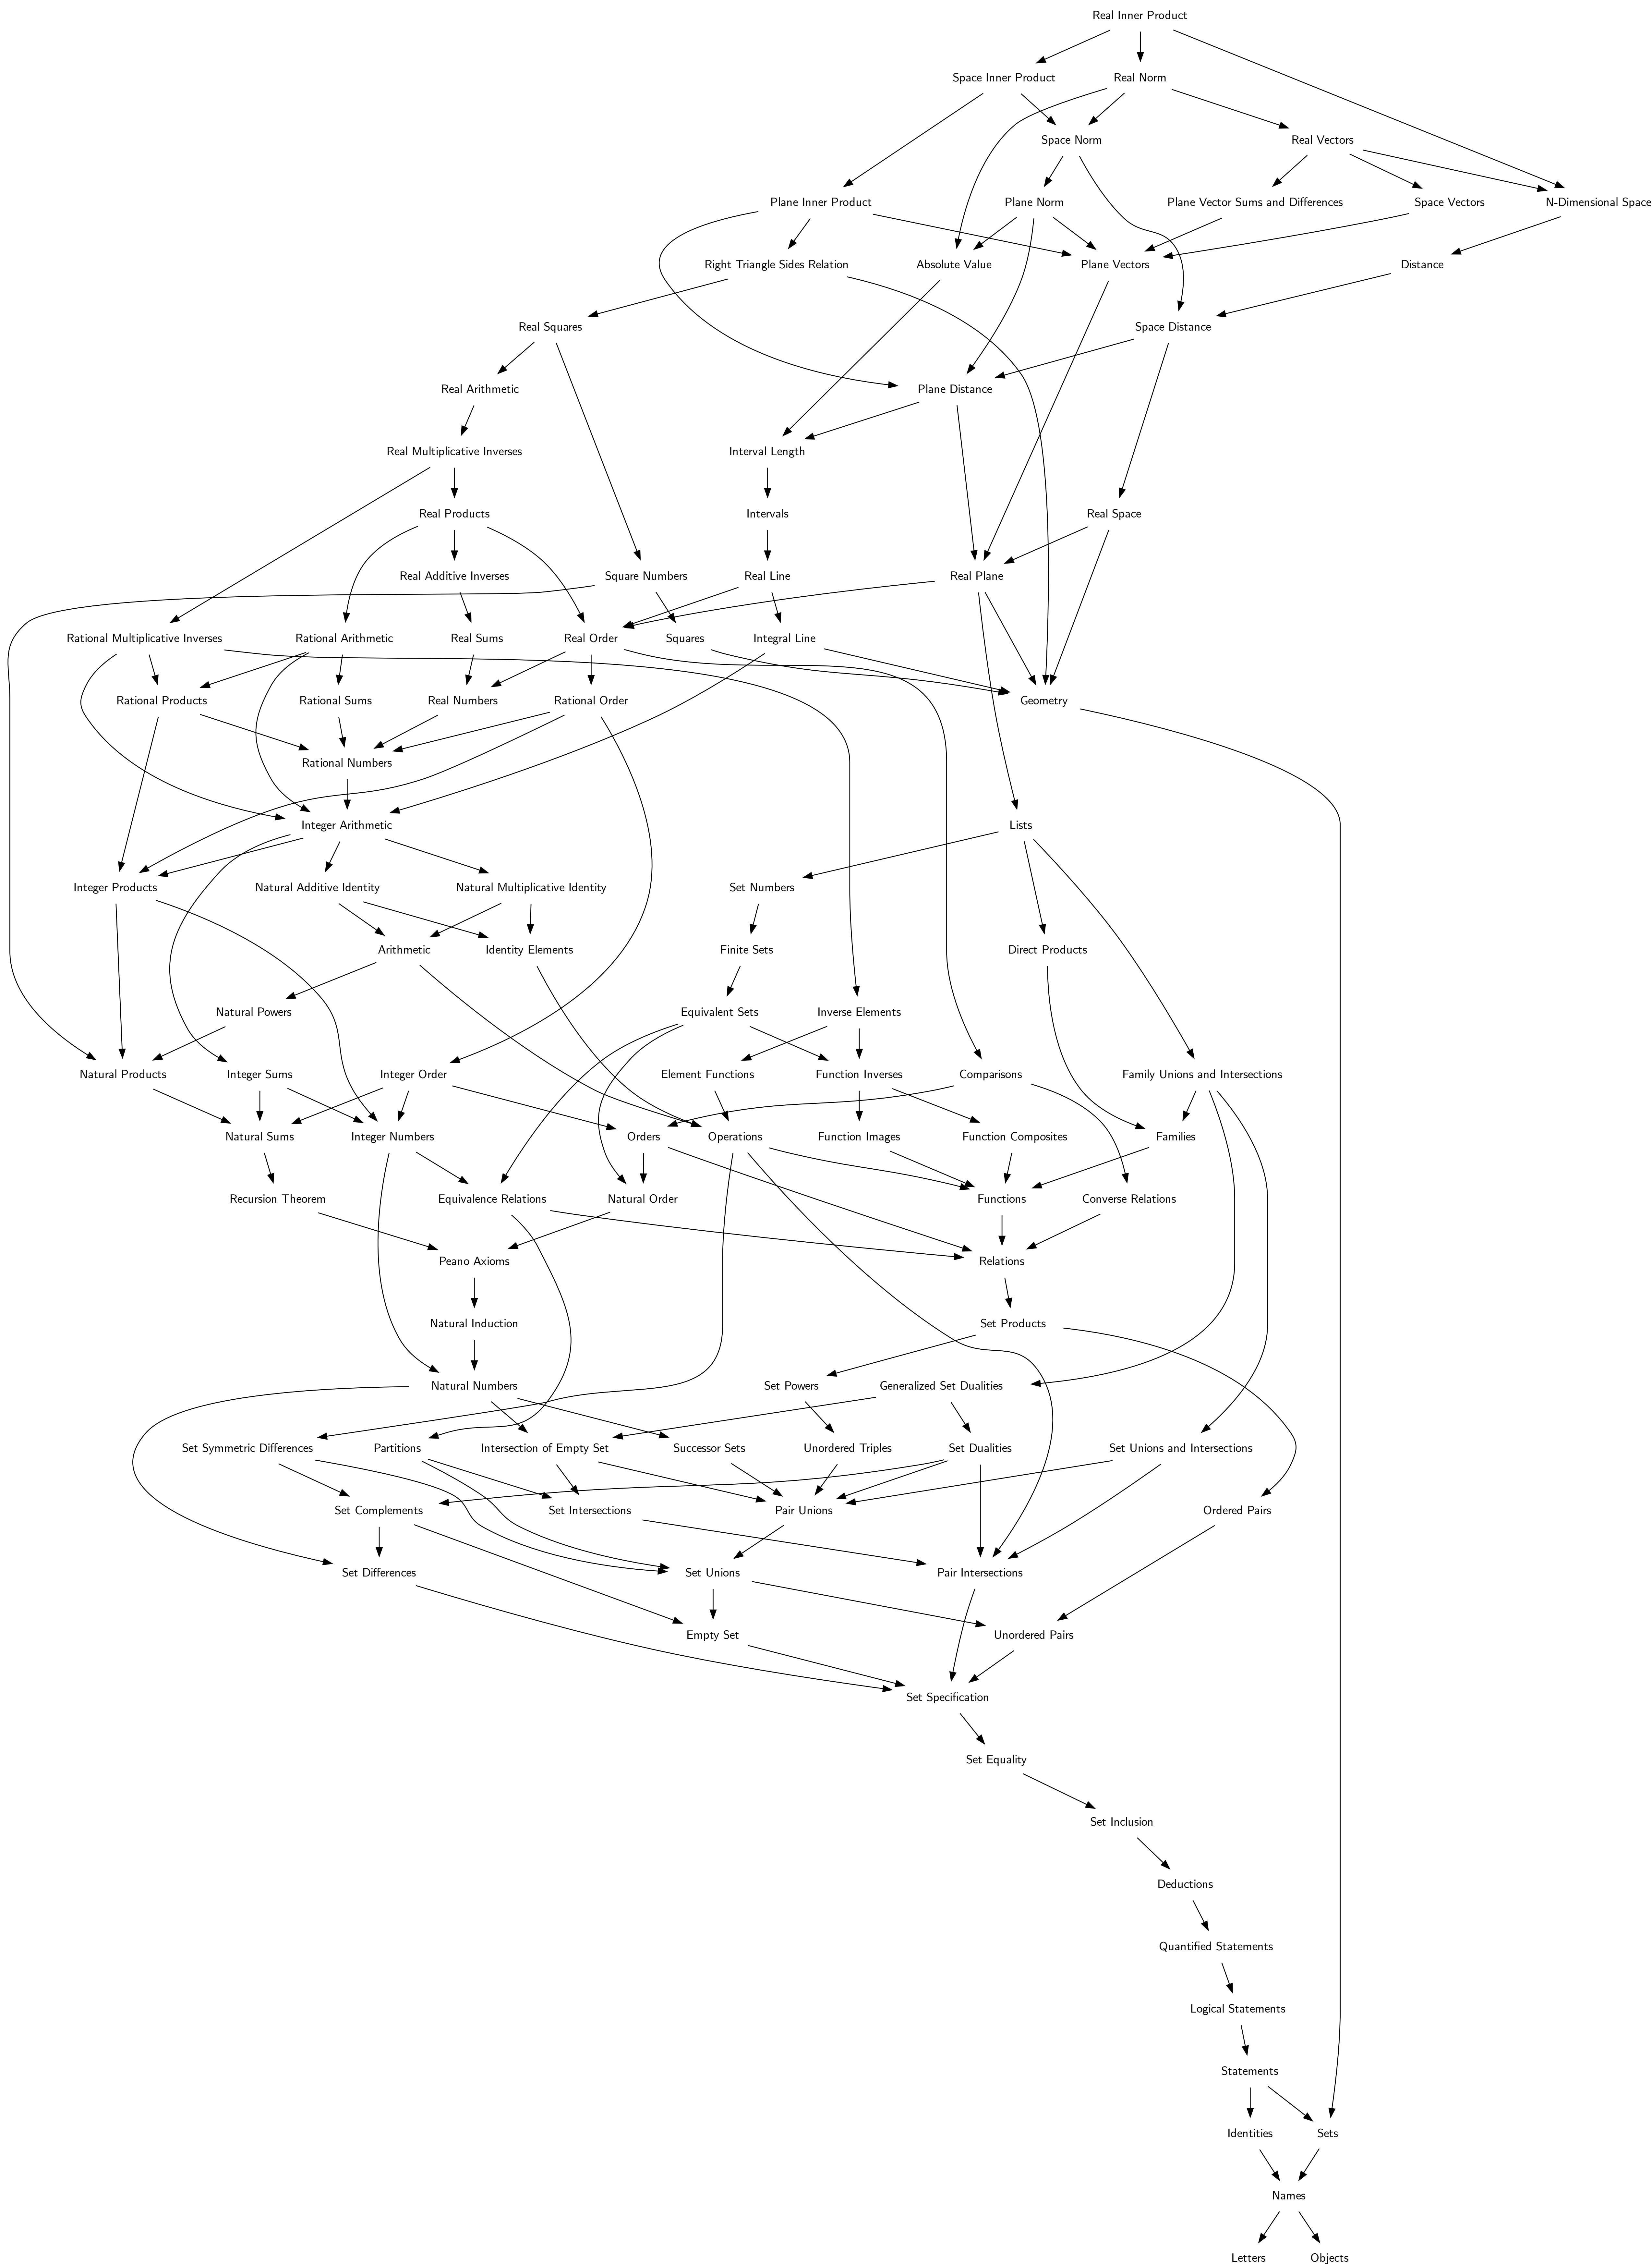 Real Inner Product
Space Inner Product
Real Norm
Space Norm
Real Vectors
Plane Inner Product
Plane Norm
Plane Vector Sums and Differences
Space Vectors
N-Dimensional Space
Right Triangle Sides Relation
Absolute Value
Plane Vectors
Distance
Real Squares
Space Distance
Real Arithmetic
Plane Distance
Real Multiplicative Inverses
Interval Length
Real Products
Intervals
Real Space
Real Additive Inverses
Square Numbers
Real Line
Real Plane
Rational Multiplicative Inverses
Rational Arithmetic
Real Sums
Real Order
Squares
Integral Line
Rational Products
Rational Sums
Real Numbers
Rational Order
Geometry
Rational Numbers
Integer Arithmetic
Lists
Integer Products
Natural Additive Identity
Natural Multiplicative Identity
Set Numbers
Arithmetic
Identity Elements
Finite Sets
Direct Products
Natural Powers
Equivalent Sets
Inverse Elements
Natural Products
Integer Sums
Integer Order
Element Functions
Function Inverses
Comparisons
Family Unions and Intersections
Natural Sums
Integer Numbers
Orders
Operations
Function Images
Function Composites
Families
Recursion Theorem
Equivalence Relations
Natural Order
Functions
Converse Relations
Peano Axioms
Relations
Natural Induction
Set Products
Natural Numbers
Set Powers
Generalized Set Dualities
Set Symmetric Differences
Partitions
Intersection of Empty Set
Successor Sets
Unordered Triples
Set Dualities
Set Unions and Intersections
Set Complements
Set Intersections
Pair Unions
Ordered Pairs
Set Differences
Set Unions
Pair Intersections
Empty Set
Unordered Pairs
Set Specification
Set Equality
Set Inclusion
Deductions
Quantified Statements
Logical Statements
Statements
Identities
Sets
Names
Letters
Objects